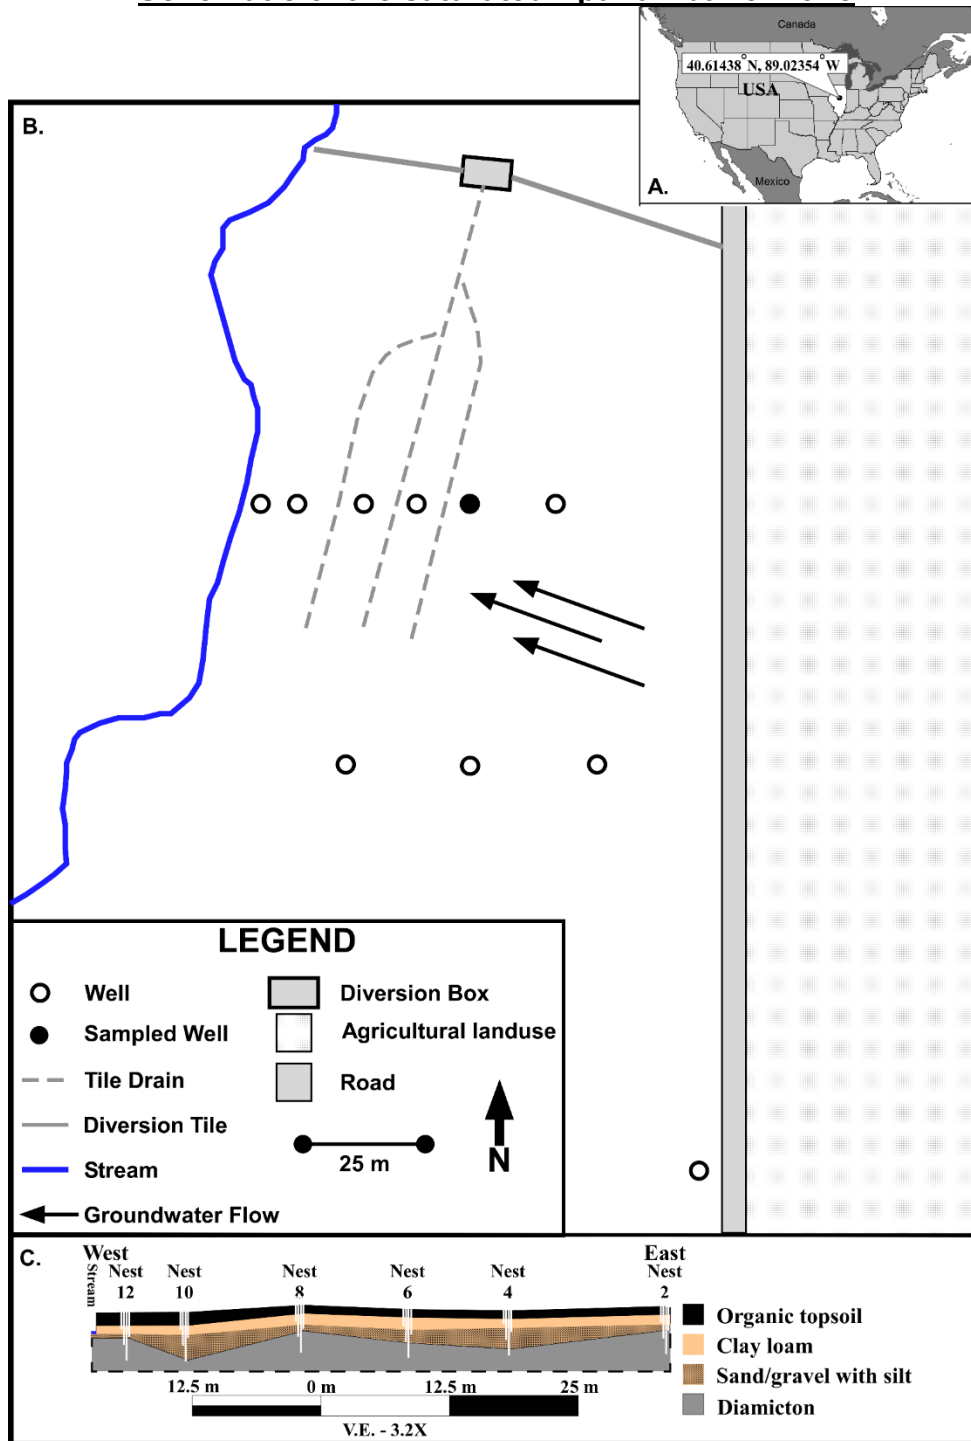 Canada
40.61438°N, 89.02354°W
USA
Mexico
A.
B.
LEGEND
Well
Sampled Well
Tile Drain
Diversion Tile
Stream
Groundwater Flow
Diversion Box
Agricultural landuse
Road
25 m
N
C.
West
East
Stream
Nest 12
Nest 10
Nest 8
Nest 6
Nest 4
Nest 2
Organic topsoil
Clay loam
Sand/gravel with silt
Diamicton
12.5 m 0 m 12.5 m 25 m
V.E. - 3.2X